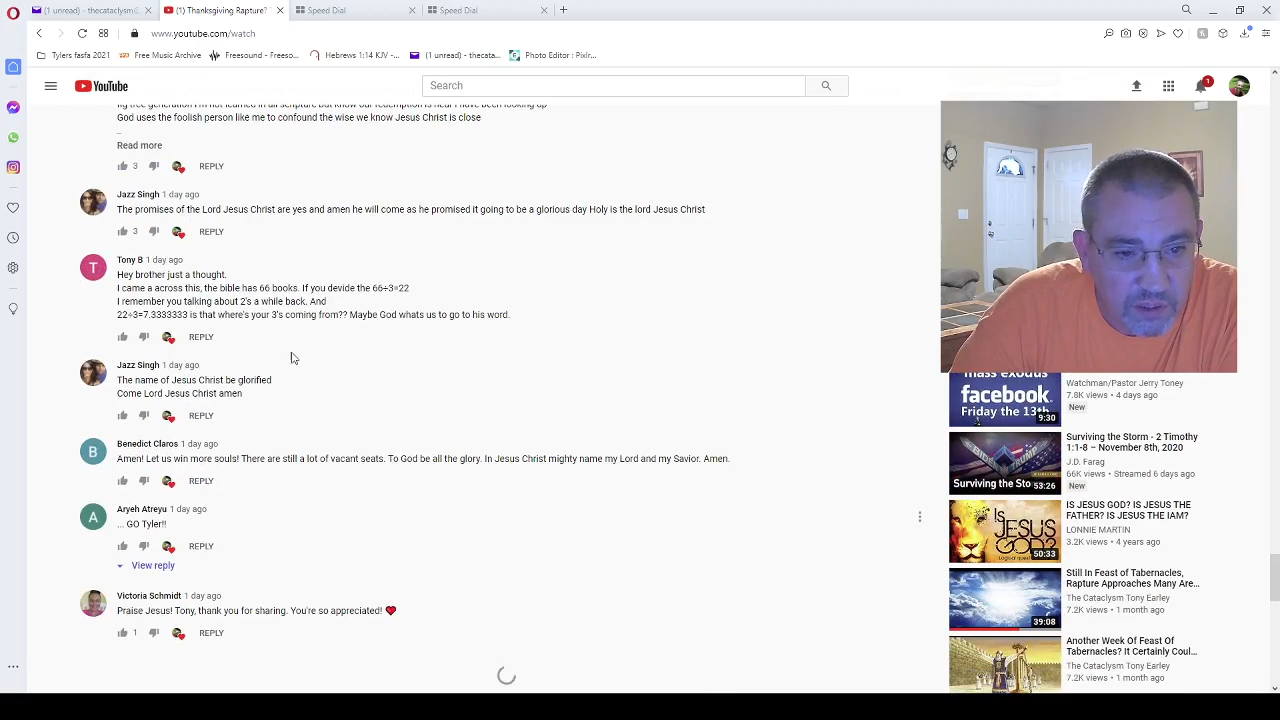 (1 unread) - thecataclysm@
(1) Thanksgiving Rapture?
Speed Dial
Speed Dial
www.youtube.com/watch
Tylers fasfa 2021
Free Music Archive
Freesound - Freeso...
Hebrews 1:14 KJV -...
(1 unread) - thecata...
Photo Editor : Pixlr...
YouTube
Search
1
God uses the foolish person like me to confound the wise we know Jesus Christ is close
Read more
3 REPLY
Jazz Singh 1 day ago
The promises of the Lord Jesus Christ are yes and amen he will come as he promised it going to be a glorious day Holy is the lord Jesus Christ
3 REPLY
T
Tony B 1 day ago
Hey brother just a thought.
I came a across this, the bible has 66 books. If you devide the 66÷3=22
I remember you talking about 2's a while back. And
22÷3=7.3333333 is that where's your 3's coming from?? Maybe God whats us to go to his word.
REPLY
Jazz Singh 1 day ago
The name of Jesus Christ be glorified
Come Lord Jesus Christ amen
REPLY
B
Benedict Claros 1 day ago
Amen! Let us win more souls! There are still a lot of vacant seats. To God be all the glory. In Jesus Christ mighty name my Lord and my Savior. Amen.
REPLY
A
Aryeh Atreyu 1 day ago
... GO Tyler!!
REPLY
View reply
Victoria Schmidt 1 day ago
Praise Jesus! Tony, thank you for sharing. You're so appreciated! ❤
1 REPLY
mass exodus
facebook
Friday the 13th
9:30
Watchman/Pastor Jerry Toney
7.8K views • 4 days ago
New
BIDEN TRUMP
Surviving the Sto
53:26
Surviving the Storm - 2 Timothy
1:1-8 – November 8th, 2020
J.D. Farag
66K views • Streamed 6 days ago
New
IS
JESUS
GOD?
50:33
IS JESUS GOD? IS JESUS THE
FATHER? IS JESUS THE IAM?
LONNIE MARTIN
3.2K views • 4 years ago
39:08
Still In Feast of Tabernacles,
Rapture Approaches Many Are...
The Cataclysm Tony Earley
7.2K views • 1 month ago
Another Week Of Feast Of
Tabernacles? It Certainly Coul...
The Cataclysm Tony Earley
7.2K views • 1 month ago